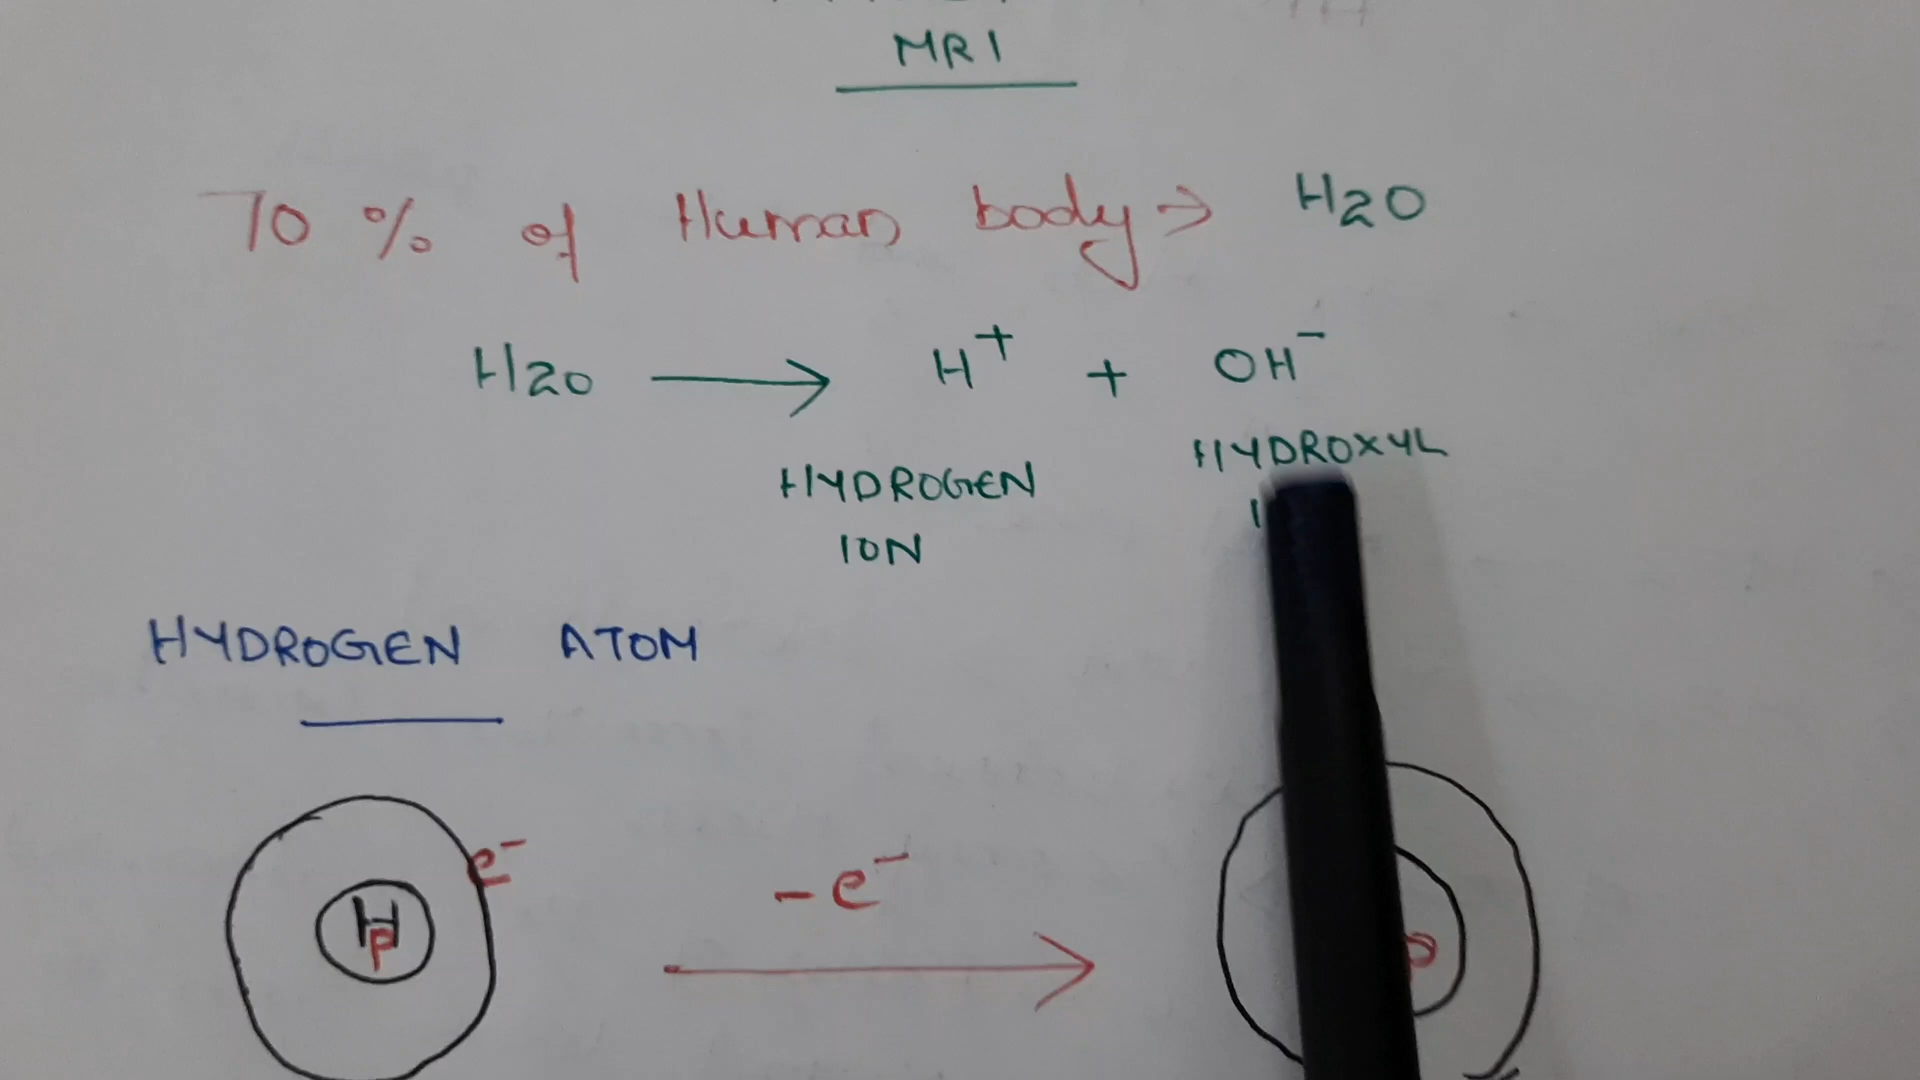 MRI
70 % of Human body → H2O
H2O → H⁺ + OH⁻
HYDROGEN ION
HYDROXYL
HYDROGEN ATOM
e⁻
H
P
-e⁻
P